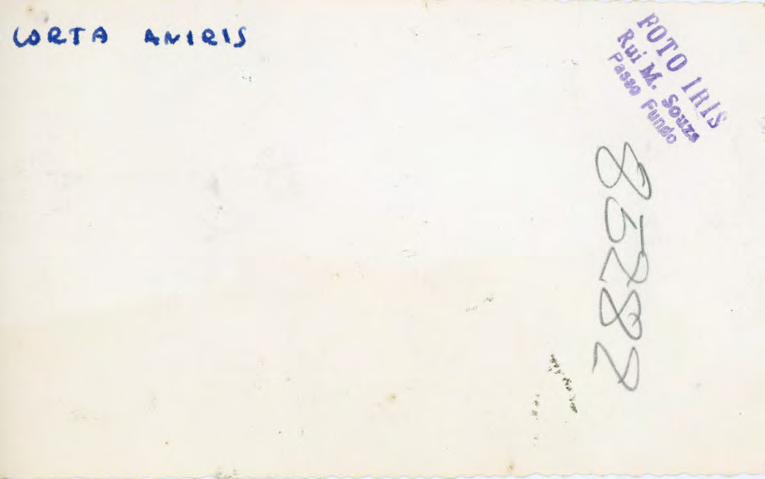 CORTA ANIRIS
FOTO IRIS
Rui M. Souza
Passo Fundo
85282